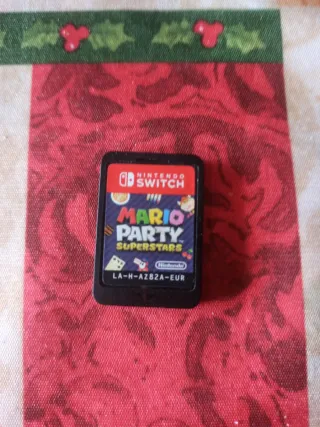 NINTENDO
SWITCH
MARIO
PARTY
SUPERSTARS
Nintendo
LA-H-AZ82A-EUR